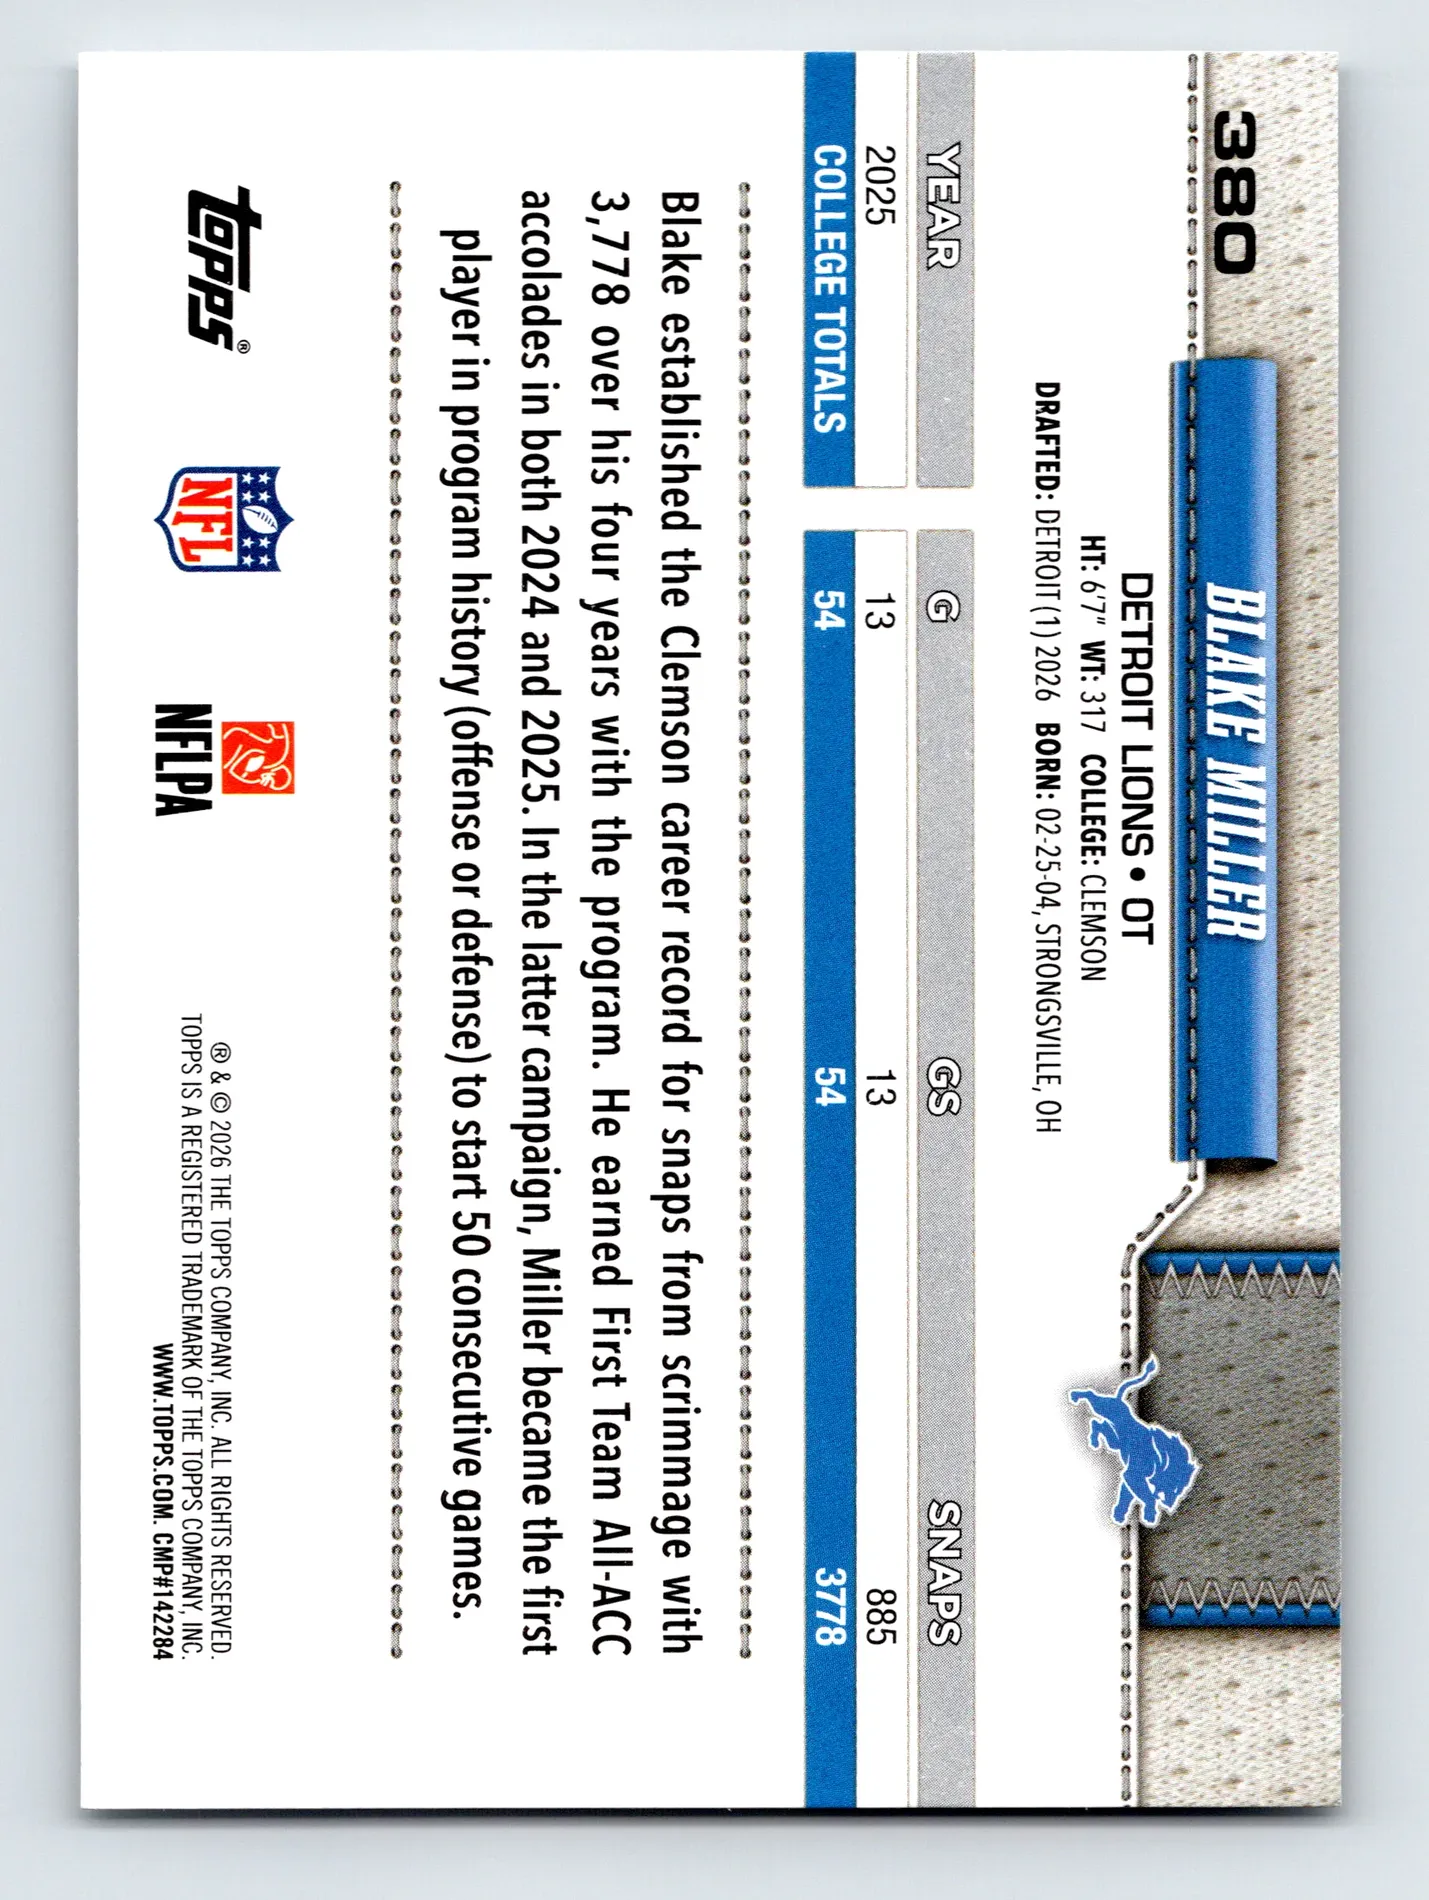 380
BLAKE MILLER
DETROIT LIONS • OT
HT: 6'7" WT: 317 COLLEGE: CLEMSON
DRAFTED: DETROIT (1) 2026 BORN: 02-25-04, STRONGSVILLE, OH
YEAR G GS SNAPS
2025 13 13 885
COLLEGE TOTALS 54 54 3778
Blake established the Clemson career record for snaps from scrimmage with
3,778 over his four years with the program. He earned First Team All-ACC
accolades in both 2024 and 2025. In the latter campaign, Miller became the first
player in program history (offense or defense) to start 50 consecutive games.
topps®
NFL
NFLPA
® & © 2026 THE TOPPS COMPANY, INC. ALL RIGHTS RESERVED.
TOPPS IS A REGISTERED TRADEMARK OF THE TOPPS COMPANY, INC.
WWW.TOPPS.COM. CMP#142284